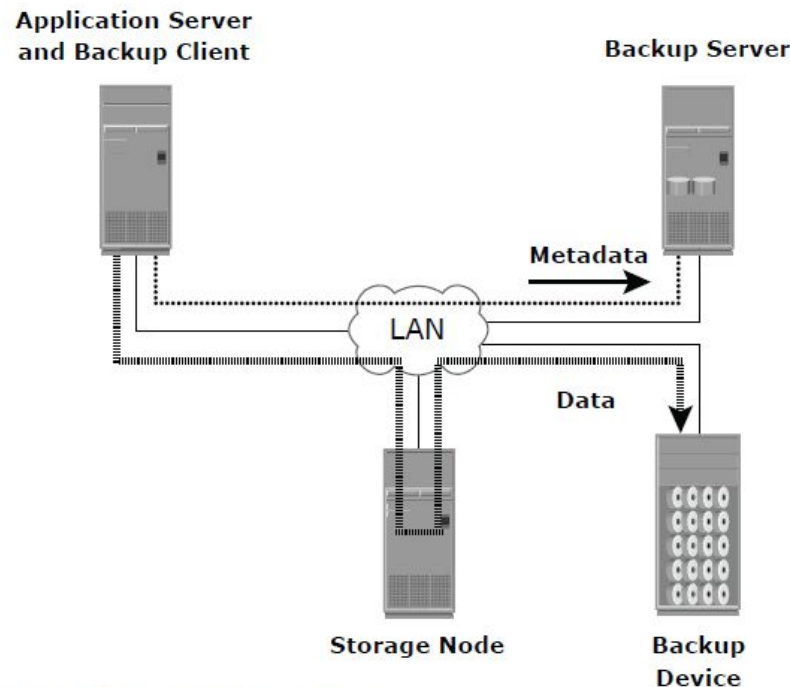 Application Server
and Backup Client
Backup Server
Metadata
LAN
Data
Storage Node
Backup
Device